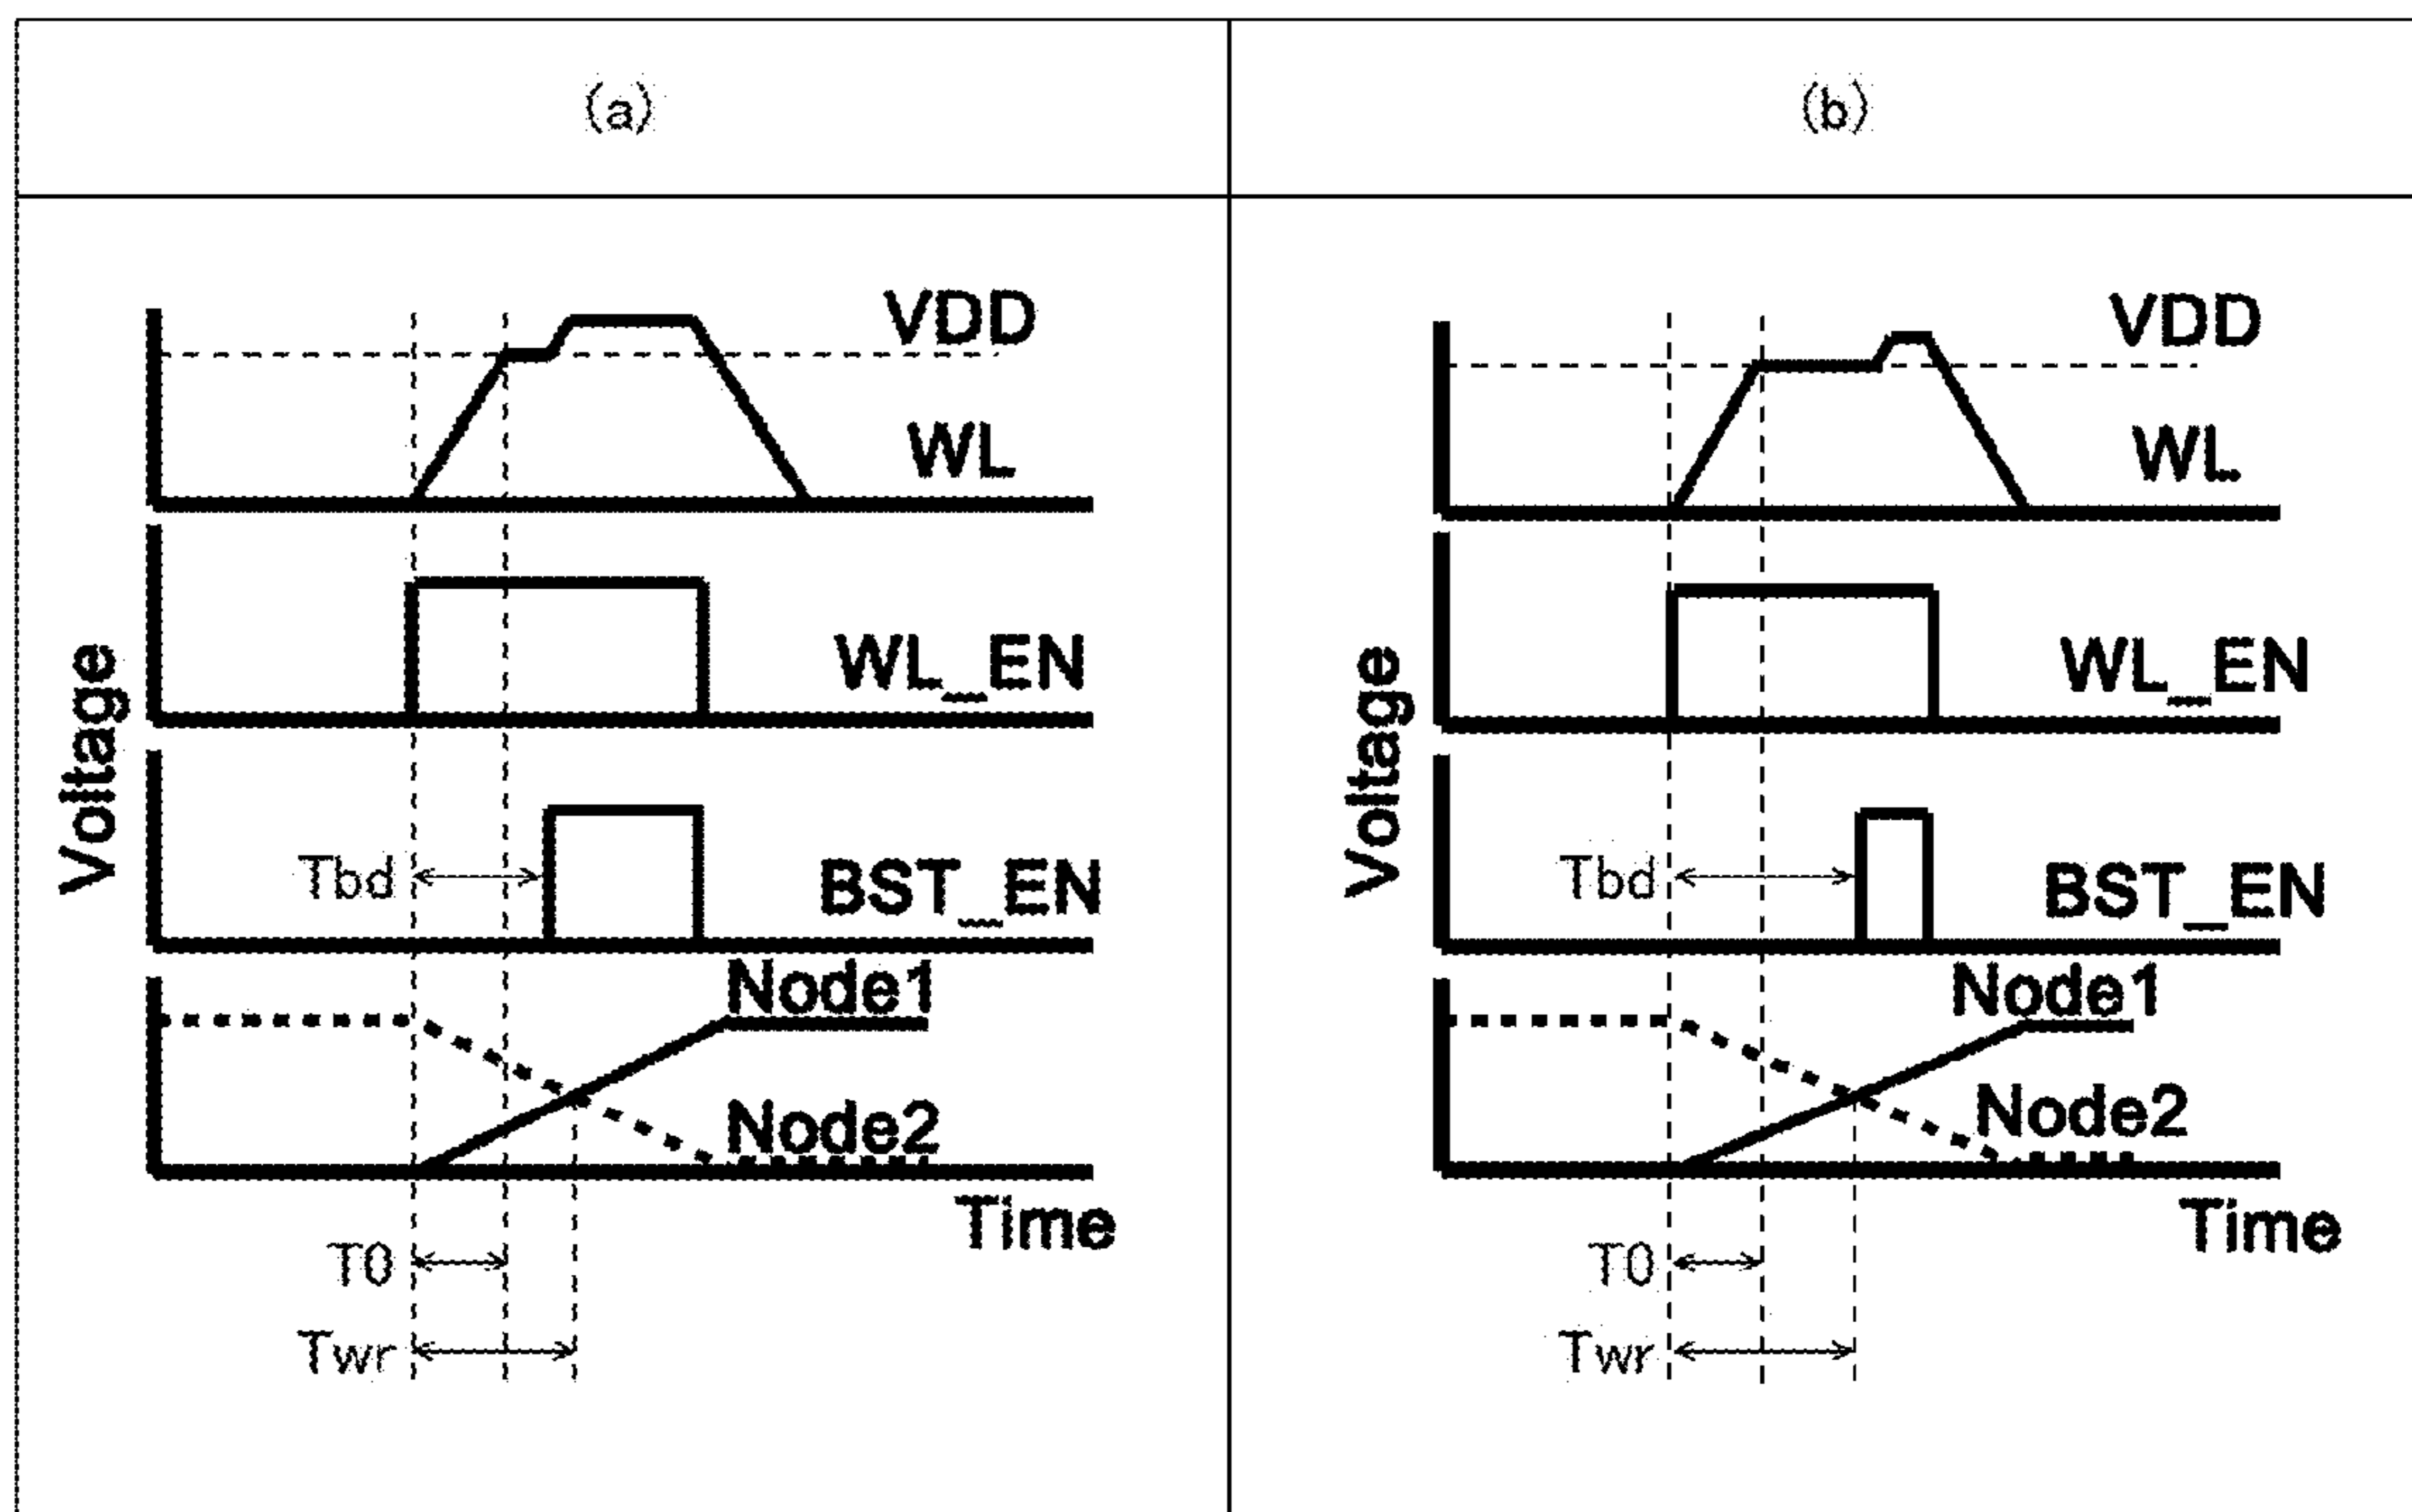 (a)
VDD
WL
WL_EN
Voltage
Tbd
BST_EN
Node1
Node2
Time
T0
Twr
(b)
VDD
WL
WL_EN
Voltage
Tbd
BST_EN
Node1
Node2
Time
T0
Twr